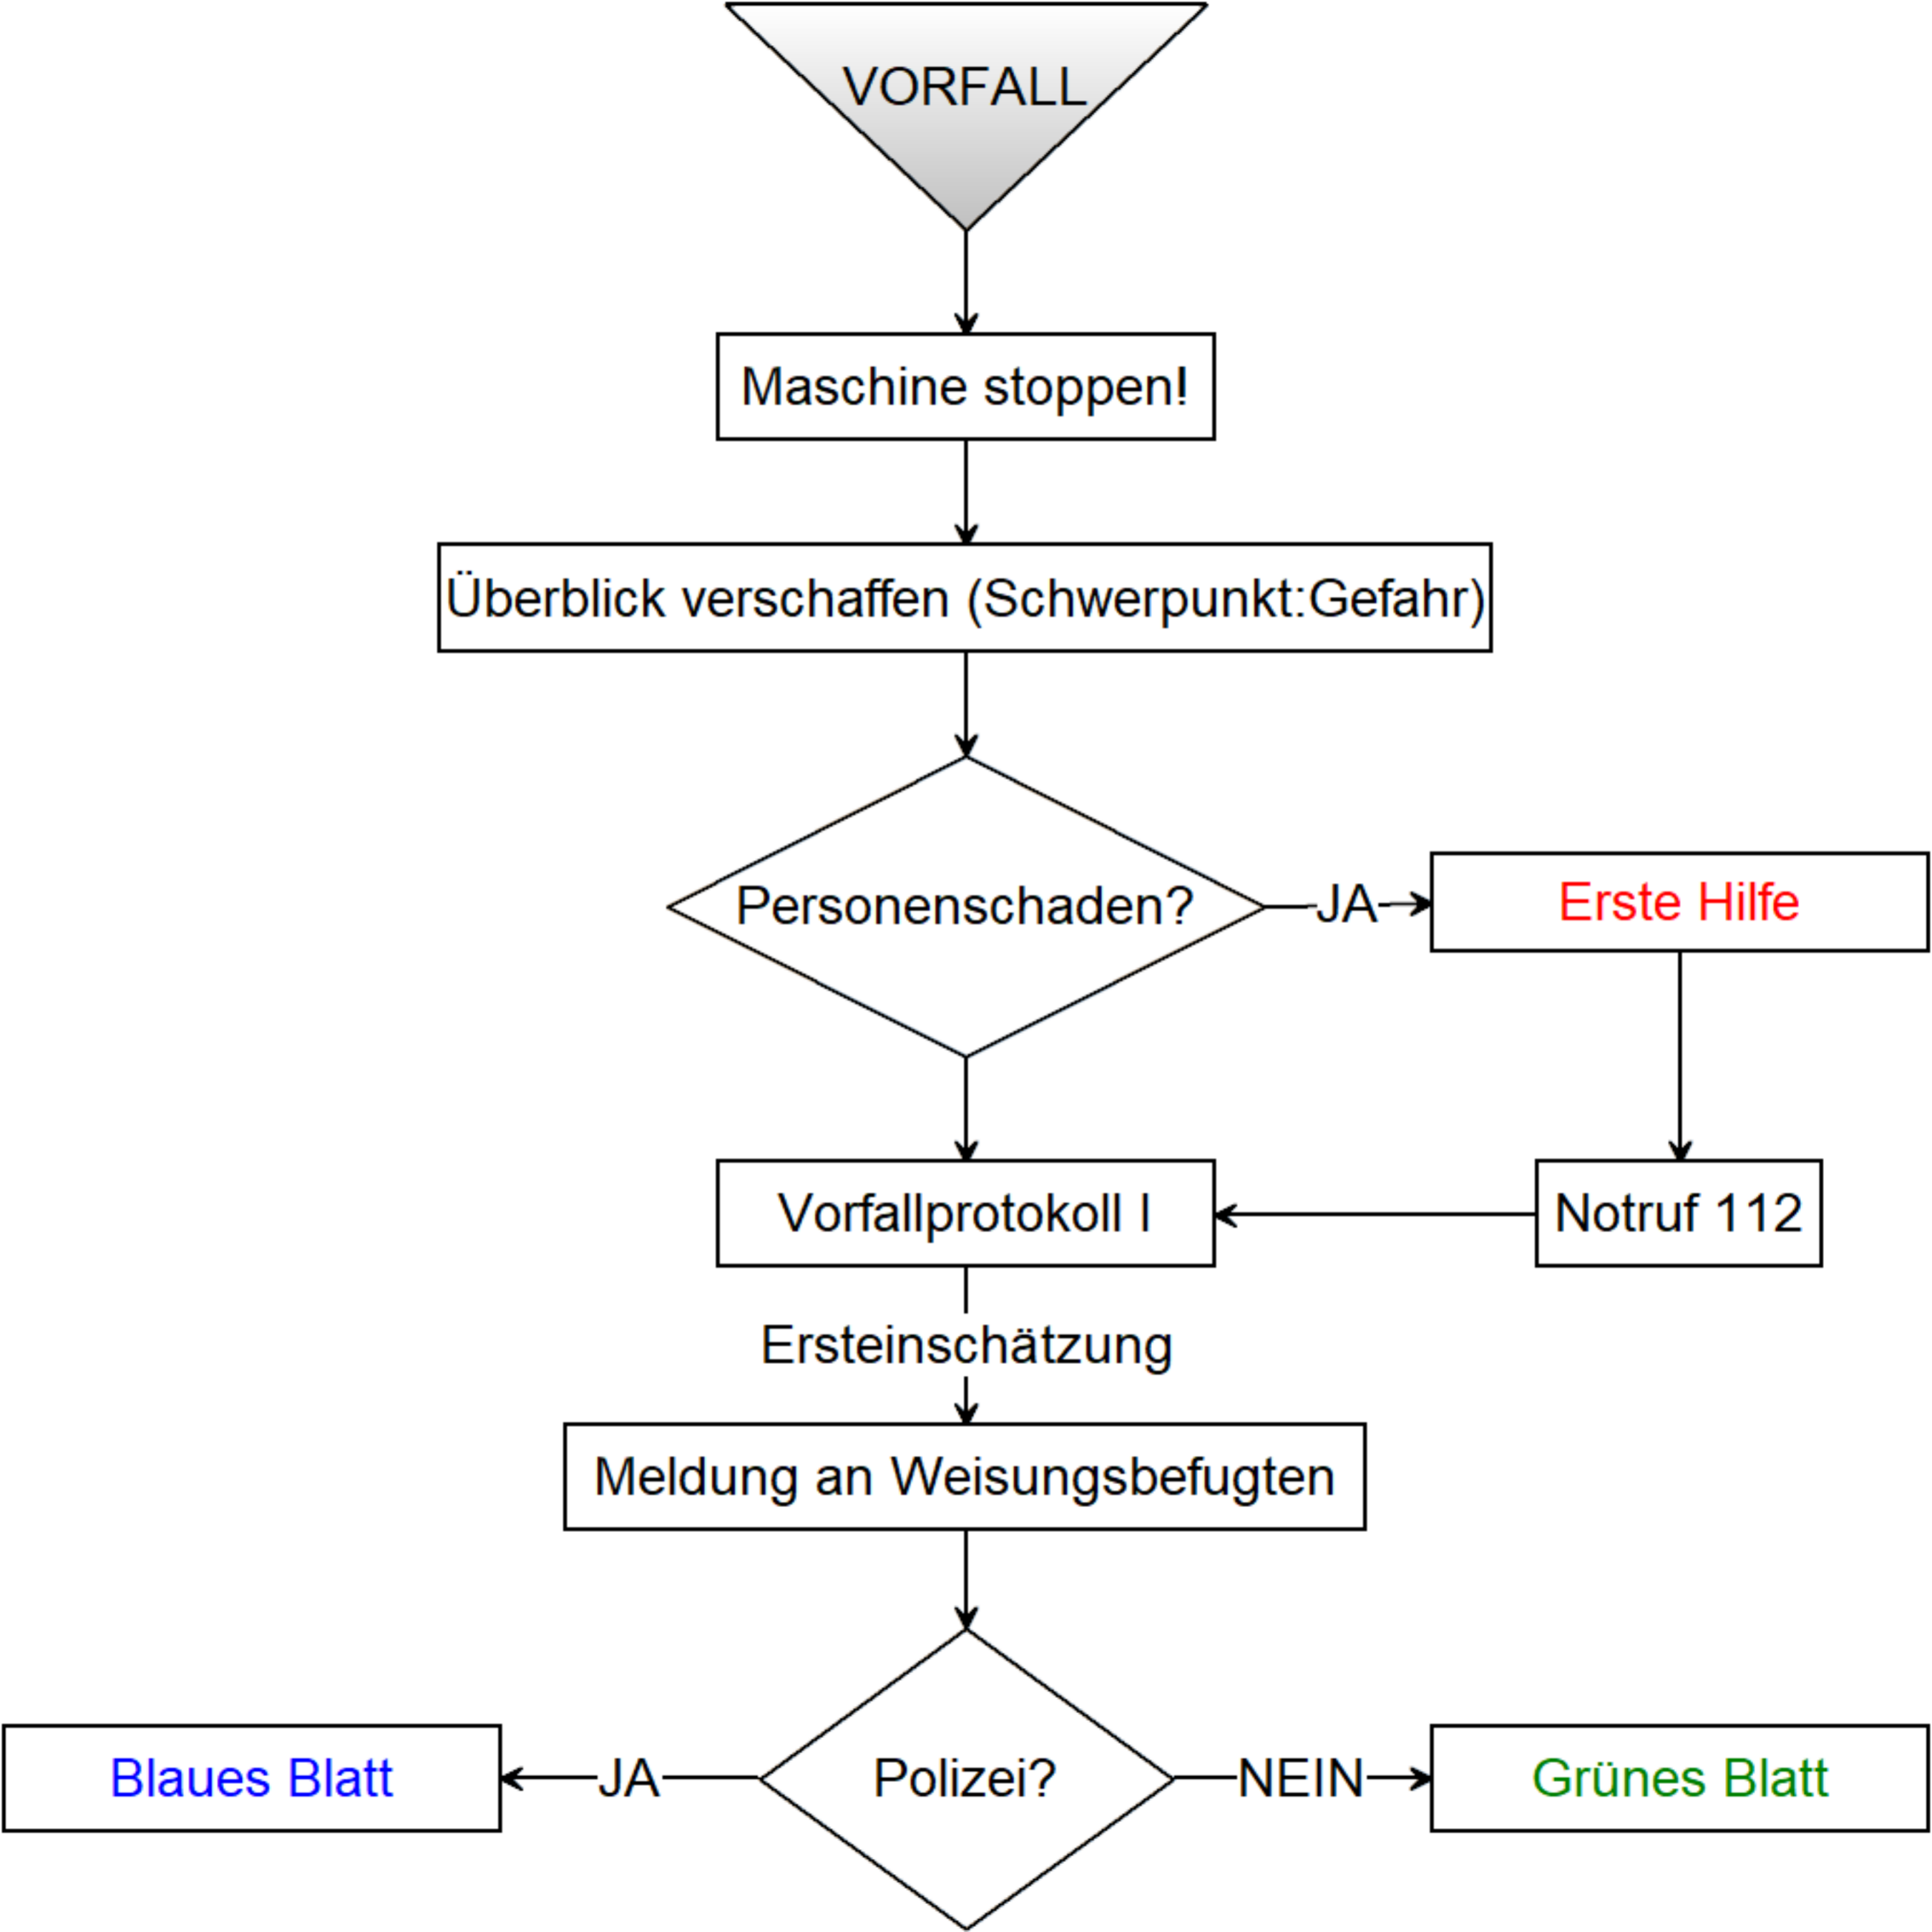 VORFALL
Maschine stoppen!
Überblick verschaffen (Schwerpunkt:Gefahr)
Personenschaden?
JA
Erste Hilfe
Vorfallprotokoll I
Notruf 112
Ersteinschätzung
Meldung an Weisungsbefugten
Blaues Blatt
JA
Polizei?
NEIN
Grünes Blatt